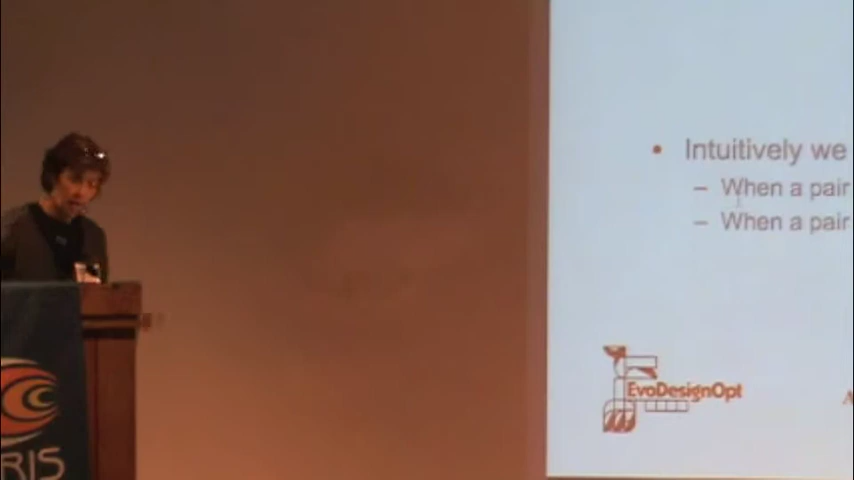 • Intuitively we
– When a pair
– When a pair
EvoDesignOpt
A
RIS